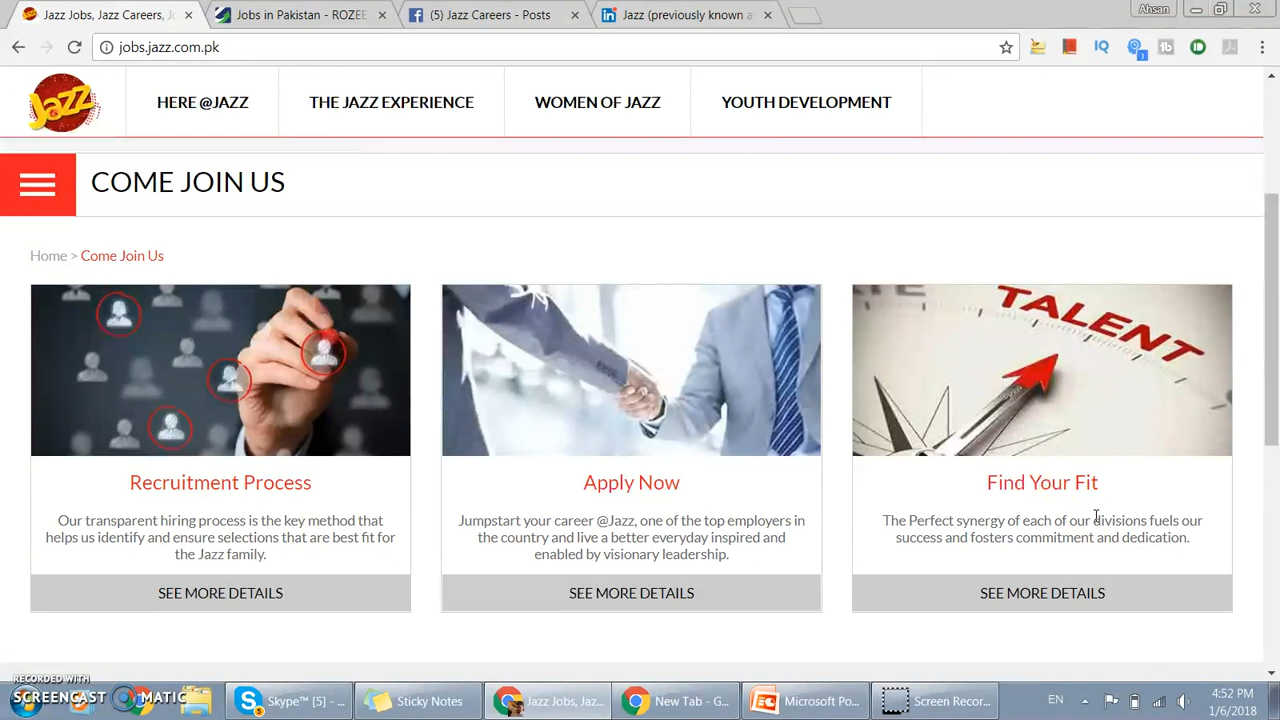 Jazz Jobs, Jazz Careers, J
Jobs in Pakistan - ROZEE
(5) Jazz Careers - Posts
Jazz (previously known a
Ahsan
jobs.jazz.com.pk
3
Jazz
HERE @JAZZ
THE JAZZ EXPERIENCE
WOMEN OF JAZZ
YOUTH DEVELOPMENT
COME JOIN US
Home > Come Join Us
TALENT
Recruitment Process
Our transparent hiring process is the key method that
helps us identify and ensure selections that are best fit for
the Jazz family.
SEE MORE DETAILS
Apply Now
Jumpstart your career @Jazz, one of the top employers in
the country and live a better everyday inspired and
enabled by visionary leadership.
SEE MORE DETAILS
Find Your Fit
The Perfect synergy of each of our divisions fuels our
success and fosters commitment and dedication.
SEE MORE DETAILS
RECORDED WITH
SCREENCAST MATIC
Skype™ [5] - ...
Sticky Notes
Jazz Jobs, Jaz...
New Tab - G...
Microsoft Po...
Screen Recor...
EN
4:52 PM
1/6/2018